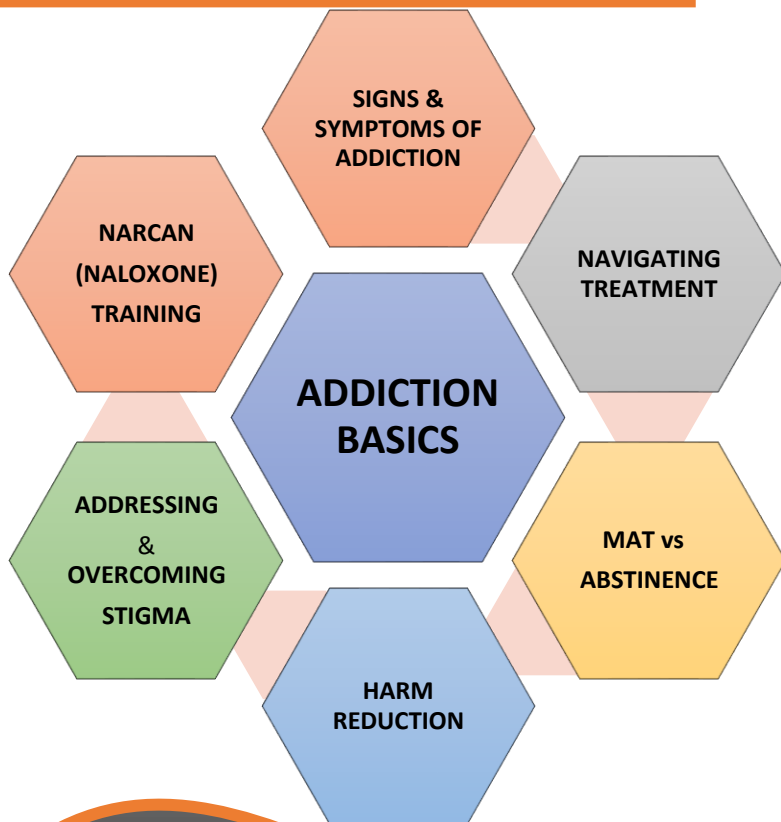 SIGNS &
SYMPTOMS OF
ADDICTION
NAVIGATING
TREATMENT
MAT vs
ABSTINENCE
HARM
REDUCTION
ADDRESSING
&
OVERCOMING
STIGMA
NARCAN
(NALOXONE)
TRAINING
ADDICTION
BASICS